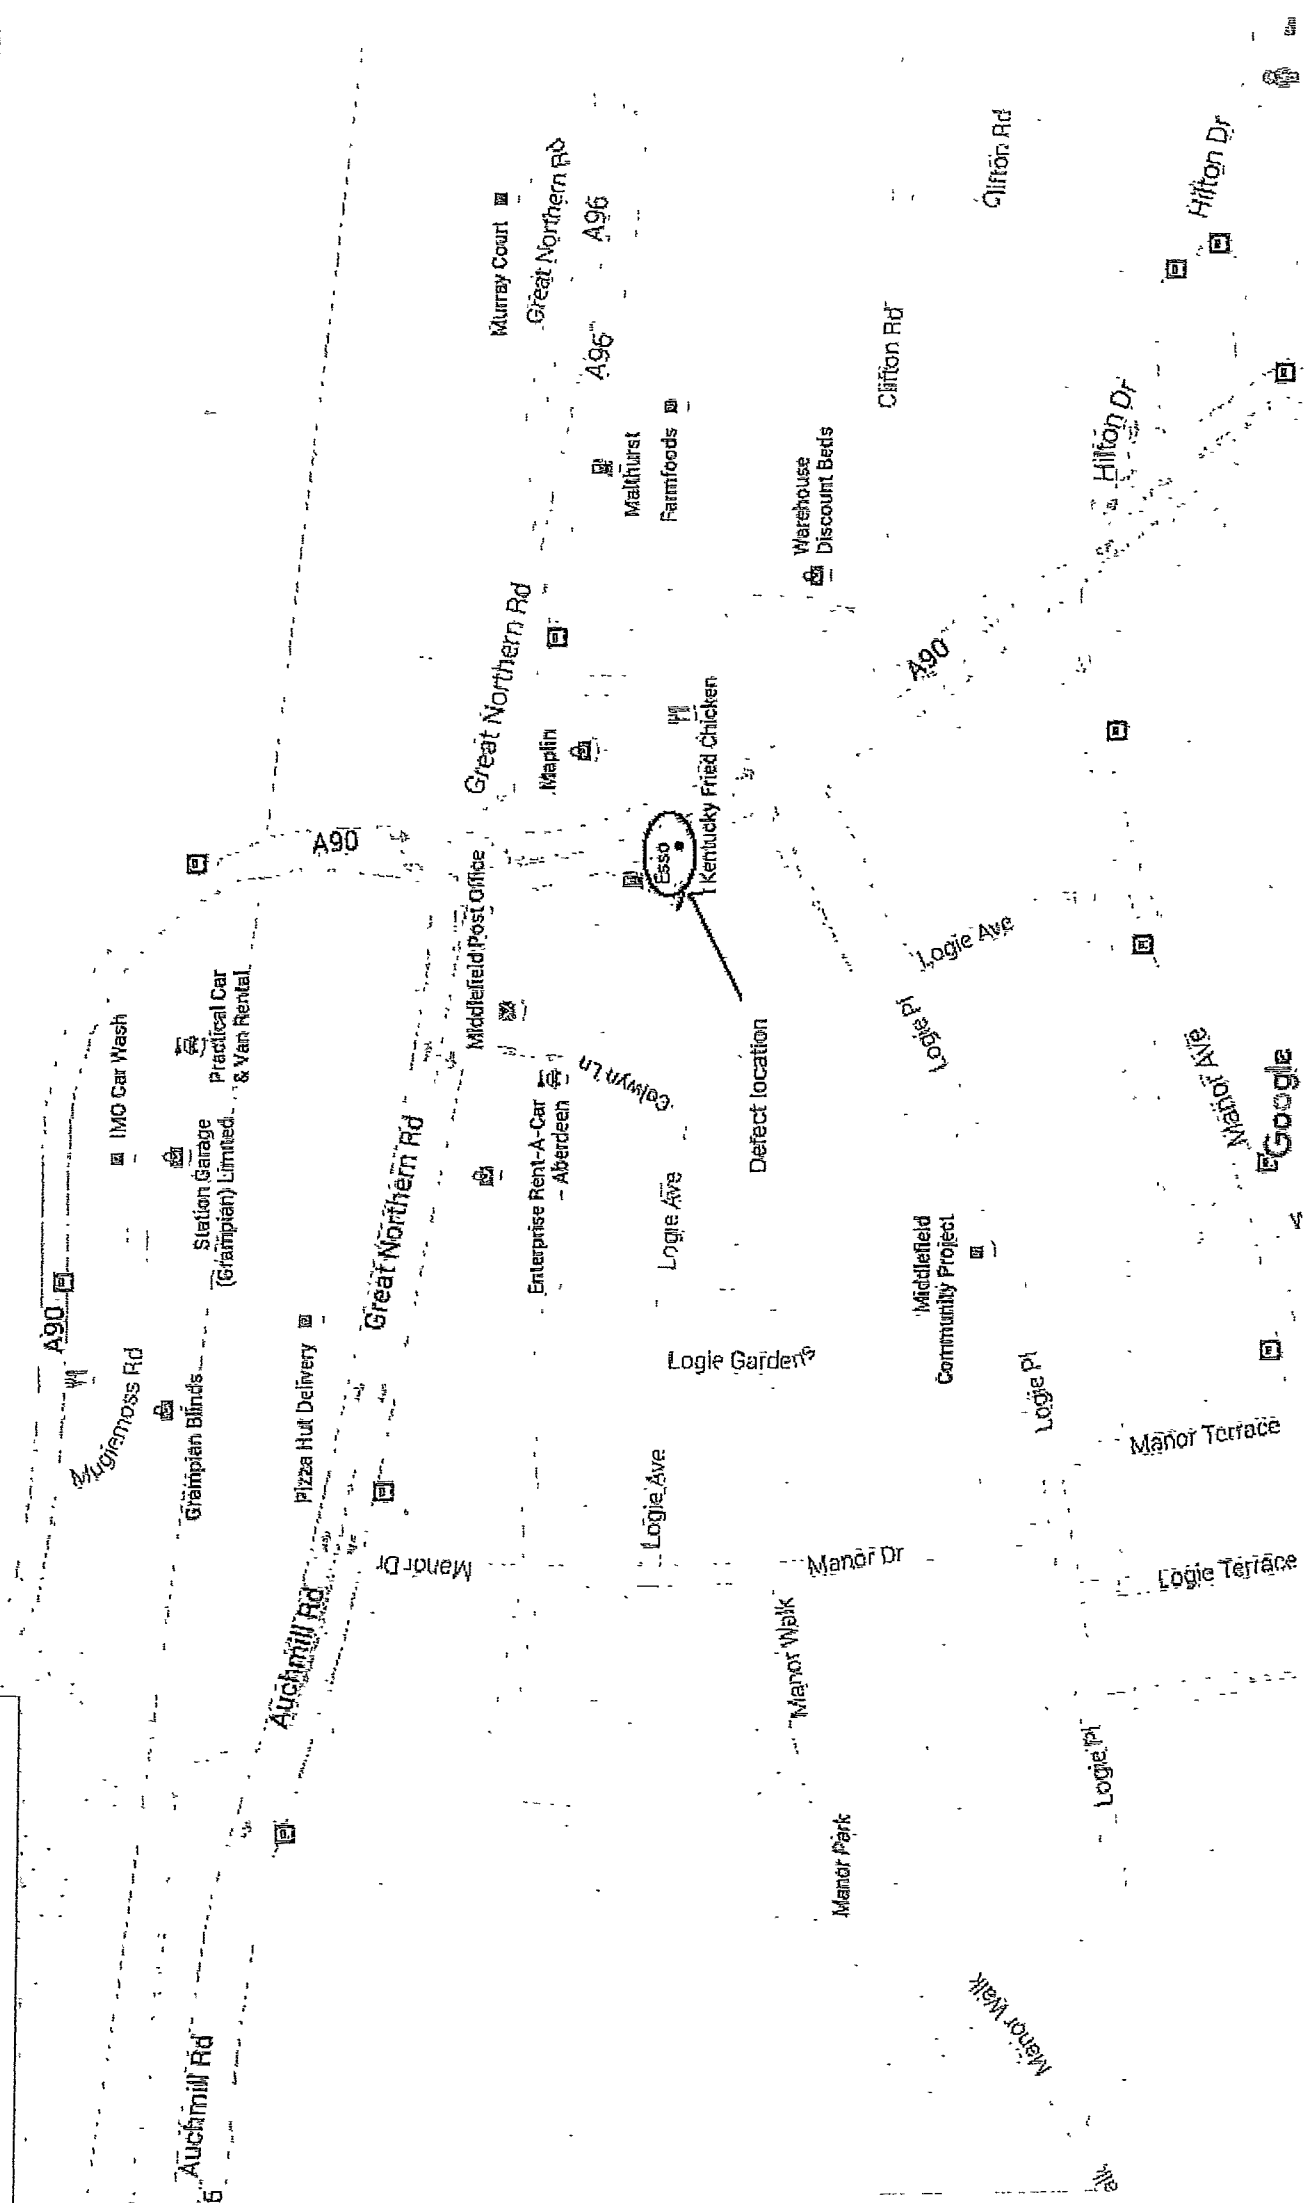 A90
Mugiemoss Rd
IMO Car Wash
Station Garage
(Grampian) Limited
Practical Car
& Van Rental
Grampian Blinds
A90
Pizza Hut Delivery
Auchmill Rd
Auchmill Rd
Great Northern Rd
Manor Dr
Middlefield Post Office
Great Northern Rd
Murray Court
Great Northern Rd
A96
A96
Maplin
Malthurst
Farmfoods
Enterprise Rent-A-Car
Aberdeen
Colwyn Ln
Esso
Kentucky Fried Chicken
Logie Ave
Logie Ave
Logie Gardens
Defect location
Warehouse
Discount Beds
Clifton Rd
Clifton Rd
Manor Dr
Manor Walk
Manor Park
A90
Logie Ave
Logie Pl
Middlefield
Community Project
Logie Pl
Logie Pl
Manor Walk
Hilton Dr
Hilton Dr
Manor Ave
Manor Terrace
Logie Terrace
Google